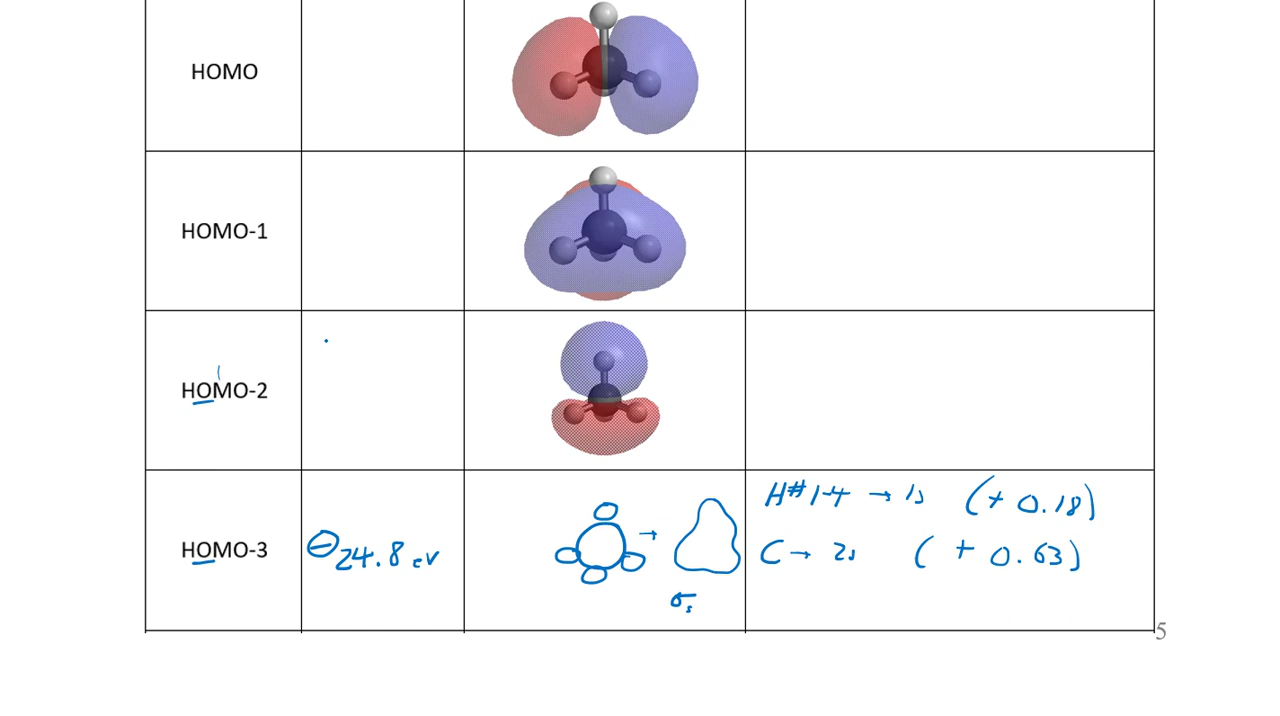 HOMO
HOMO-1
HOMO-2
HOMO-3
⊖24.8 eV
→
σs
H#1-4 → 1s (+ 0.18)
C → 2s (+ 0.63)
5